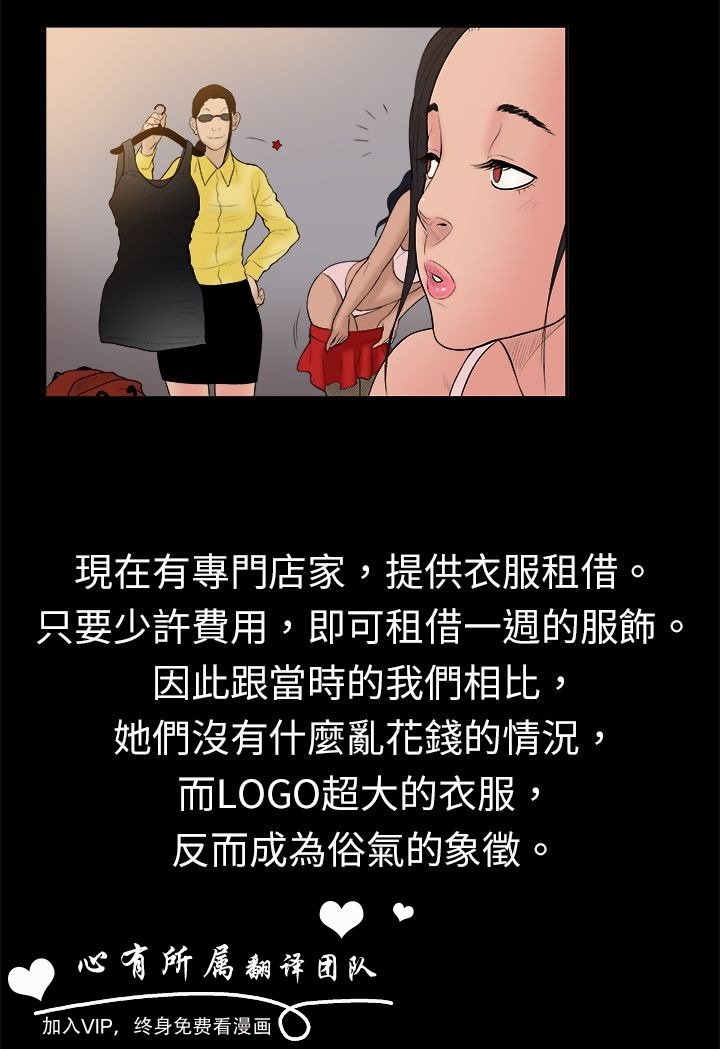 現在有專門店家，提供衣服租借。
只要少許費用，即可租借一週的服飾。
因此跟當時的我們相比，
她們沒有什麼亂花錢的情況，
而LOGO超大的衣服，
反而成為俗氣的象徵。
心有所属翻译团队
加入VIP，终身免费看漫画